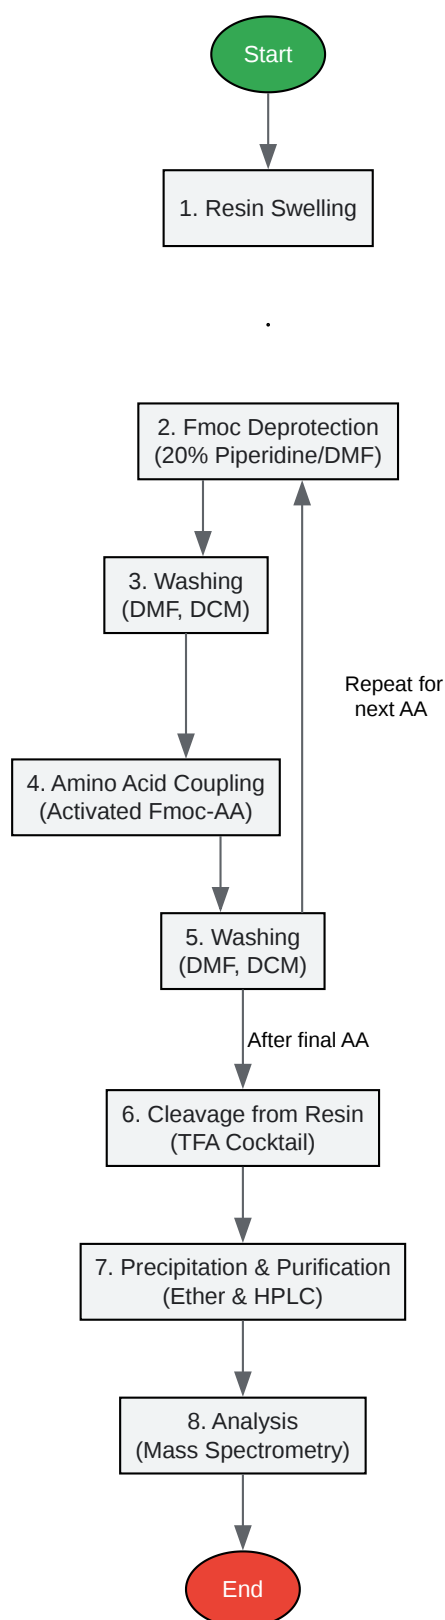 Start
1. Resin Swelling
.
2. Fmoc Deprotection
(20% Piperidine/DMF)
3. Washing
(DMF, DCM)
Repeat for
next AA
4. Amino Acid Coupling
(Activated Fmoc-AA)
5. Washing
(DMF, DCM)
After final AA
6. Cleavage from Resin
(TFA Cocktail)
7. Precipitation & Purification
(Ether & HPLC)
8. Analysis
(Mass Spectrometry)
End